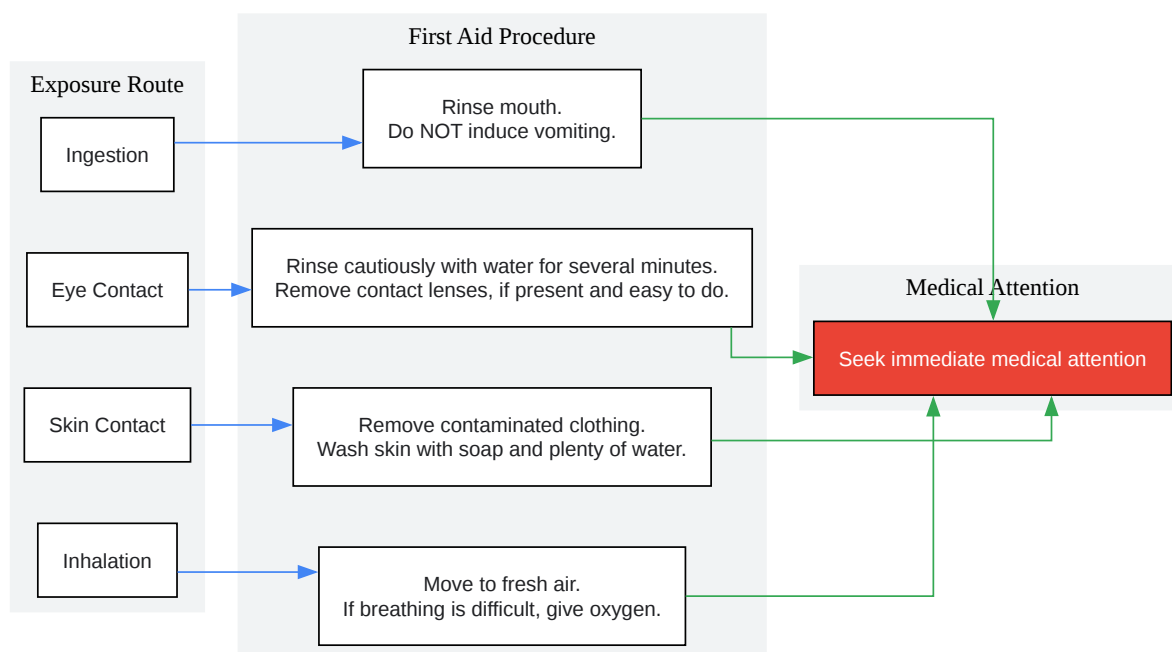 First Aid Procedure
Exposure Route
Rinse mouth.
Do NOT induce vomiting.
Ingestion
Rinse cautiously with water for several minutes.
Remove contact lenses, if present and easy to do.
Eye Contact
Medical Attention
Seek immediate medical attention
Skin Contact
Remove contaminated clothing.
Wash skin with soap and plenty of water.
Inhalation
Move to fresh air.
If breathing is difficult, give oxygen.